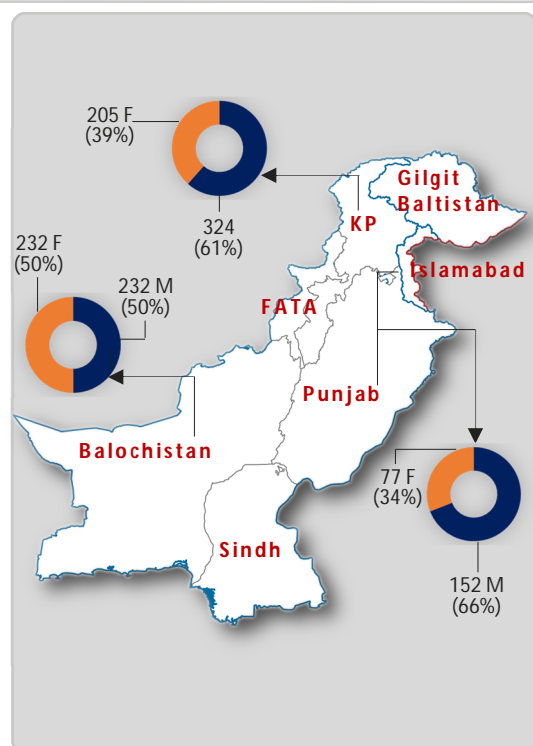 205 F
(39%)
324
(61%)
Gilgit
Baltistan
KP
232 F
(50%)
232 M
(50%)
Islamabad
FATA
Punjab
Balochistan
77 F
(34%)
Sindh
152 M
(66%)